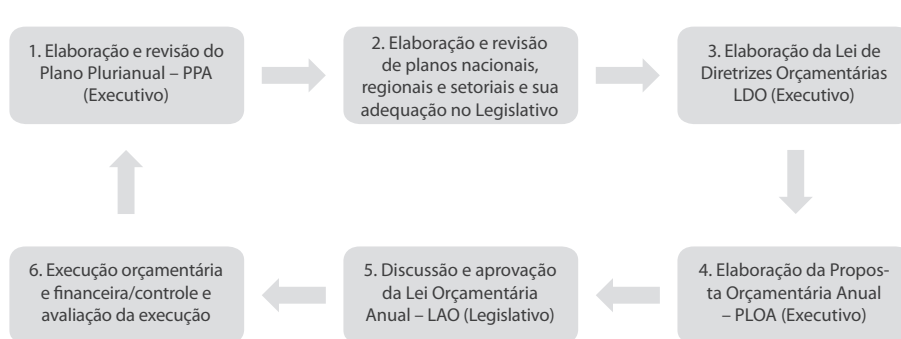 1. Elaboração e revisão do
Plano Plurianual – PPA
(Executivo)
2. Elaboração e revisão
de planos nacionais,
regionais e setoriais e sua
adequação no Legislativo
3. Elaboração da Lei de
Diretrizes Orçamentárias
LDO (Executivo)
4. Elaboração da Propos-
ta Orçamentária Anual
– PLOA (Executivo)
5. Discussão e aprovação
da Lei Orçamentária
Anual – LAO (Legislativo)
6. Execução orçamentária
e financeira/controle e
avaliação da execução